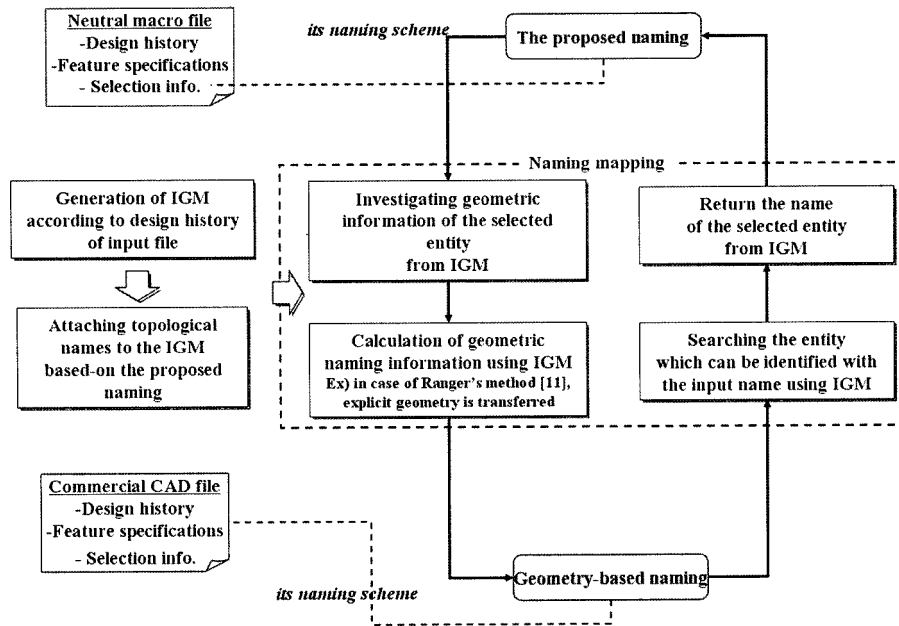 Neutral macro file
-Design history
-Feature specifications
- Selection info.
its naming scheme
The proposed naming
Naming mapping
Generation of IGM
according to design history
of input file
Attaching topological
names to the IGM
based-on the proposed
naming
Investigating geometric
information of the selected
entity
from IGM
Calculation of geometric
naming information using IGM
Ex) in case of Ranger's method [11],
explicit geometry is transferred
Return the name
of the selected entity
from IGM
Searching the entity
which can be identified with
the input name using IGM
Commercial CAD file
-Design history
-Feature specifications
- Selection info.
its naming scheme
Geometry-based naming